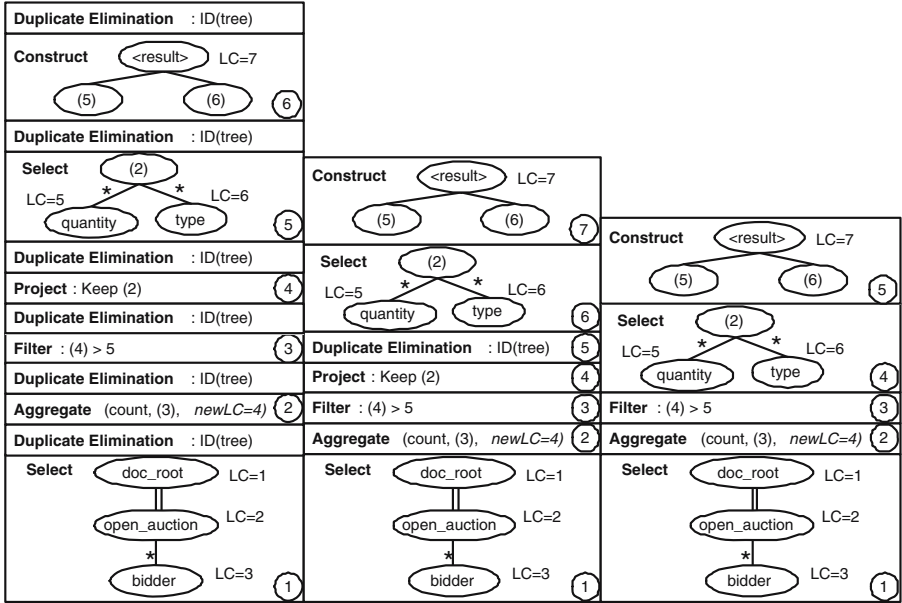 Duplicate Elimination : ID(tree)
Construct <result> LC=7
(5) (6) 6
Duplicate Elimination : ID(tree)
Select (2)
LC=5 * * LC=6
quantity type 5
Duplicate Elimination : ID(tree)
Project : Keep (2) 4
Duplicate Elimination : ID(tree)
Filter : (4) > 5 3
Duplicate Elimination : ID(tree)
Aggregate (count, (3), newLC=4) 2
Duplicate Elimination : ID(tree)
Select doc_root LC=1
open_auction LC=2
*
bidder LC=3 1
Construct <result> LC=7
(5) (6) 7
Select (2)
LC=5 * * LC=6
quantity type 6
Duplicate Elimination : ID(tree) 5
Project : Keep (2) 4
Filter : (4) > 5 3
Aggregate (count, (3), newLC=4) 2
Select doc_root LC=1
open_auction LC=2
*
bidder LC=3 1
Construct <result> LC=7
(5) (6) 5
Select (2)
LC=5 * * LC=6
quantity type 4
Filter : (4) > 5 3
Aggregate (count, (3), newLC=4) 2
Select doc_root LC=1
open_auction LC=2
*
bidder LC=3 1